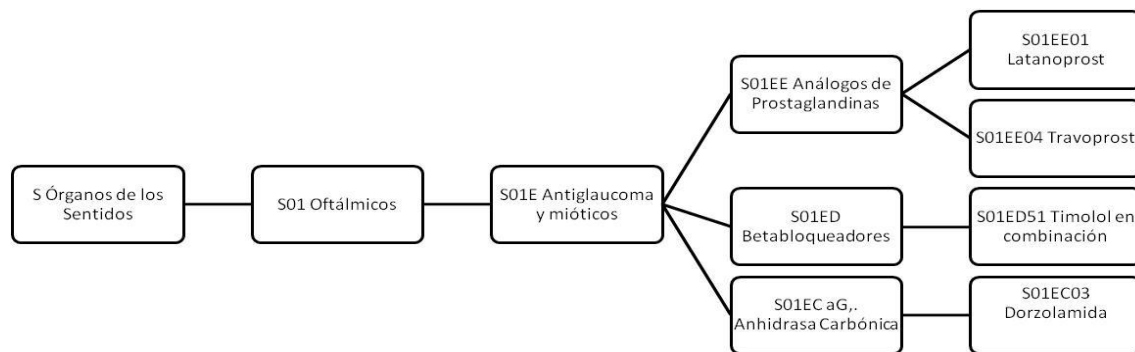 S Órganos de los
Sentidos
S01 Oftálmicos
S01E Antiglaucoma
y mióticos
S01EE Análogos de
Prostaglandinas
S01EE01
Latanoprost
S01EE04 Travoprost
S01ED
Betabloqueadores
S01ED51 Timolol en
combinación
S01EC aG,.
Anhidrasa Carbónica
S01EC03
Dorzolamida